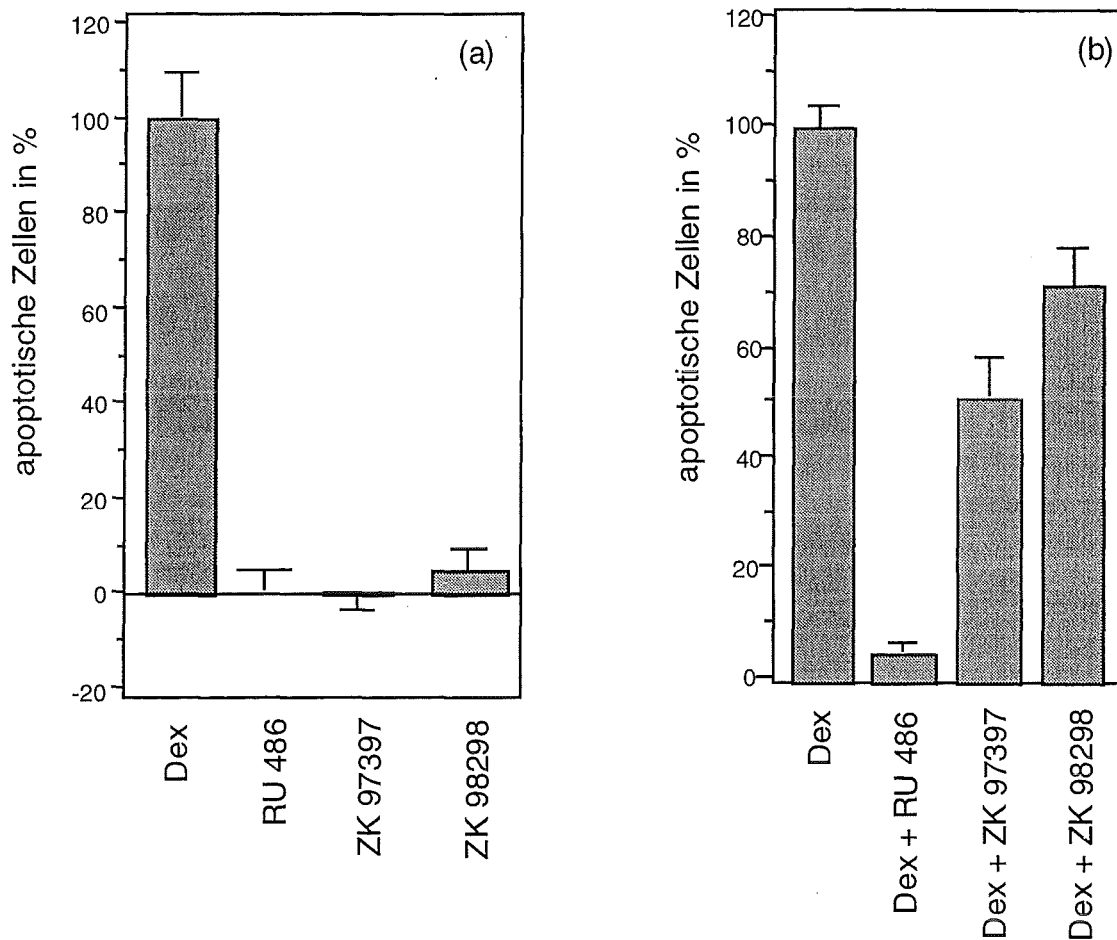 (a)
apoptotische Zellen in %
120
100
80
60
40
20
0
-20
Dex
RU 486
ZK 97397
ZK 98298
(b)
apoptotische Zellen in %
120
100
80
60
40
20
0
Dex
Dex + RU 486
Dex + ZK 97397
Dex + ZK 98298